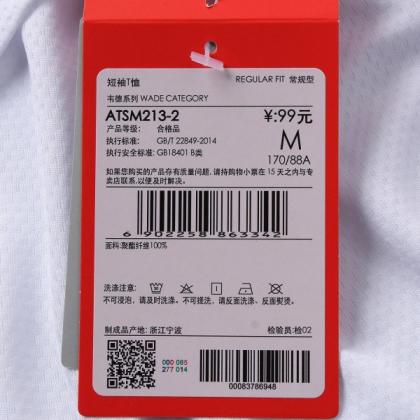 短袖T恤 REGULAR FIT 常规型
韦德系列 WADE CATEGORY
ATSM213-2 ¥:99元
产品等级: 合格品
执行标准: GB/T 22849-2014 M
执行安全标准: GB18401 B类 170/88A
如果您购买的产品存有质量问题, 请持购物小票在 15 天之内与专
卖店联系,以便及时解决。
6 902258 863342
面料:聚酯纤维100%
洗涤注意:
不可浸泡, 请及时洗涤。不可搓洗, 请反面洗涤、反面熨烫。
制成品产地: 浙江宁波 检验员:检02
000 085
277 014
00083786948